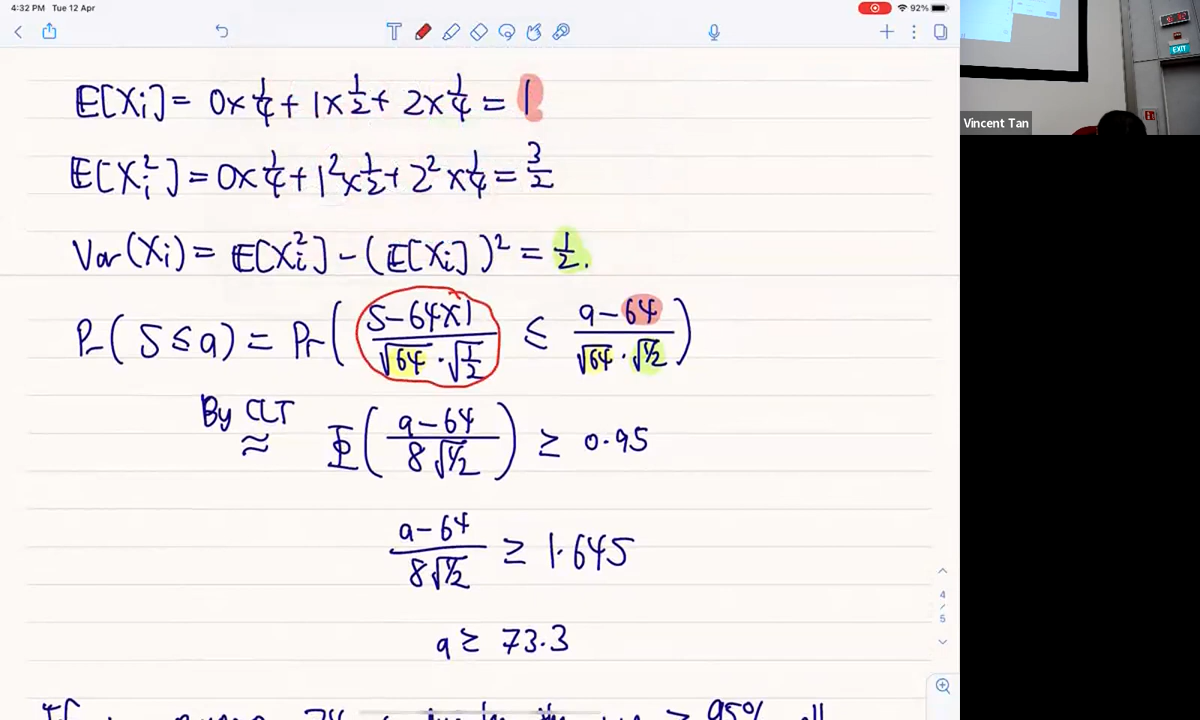 4:32 PM Tue 12 Apr
92%
E[Xi] = 0×1/4 + 1×1/2 + 2×1/4 = 1
E[Xi²] = 0×1/4 + 1²×1/2 + 2²×1/4 = 3/2
Var(Xi) = E[Xi²] - (E[Xi])² = 1/2.
Pr(S ≤ a) = Pr( (S-64×1)/(√64 · √1/2) ≤ (a-64)/(√64 · √1/2) )
By CLT
≈ Φ( (a-64)/(8√1/2) ) ≥ 0.95
(a-64)/(8√1/2) ≥ 1.645
a ≥ 73.3
≥ 95%
4
/
5
Vincent Tan
EXIT